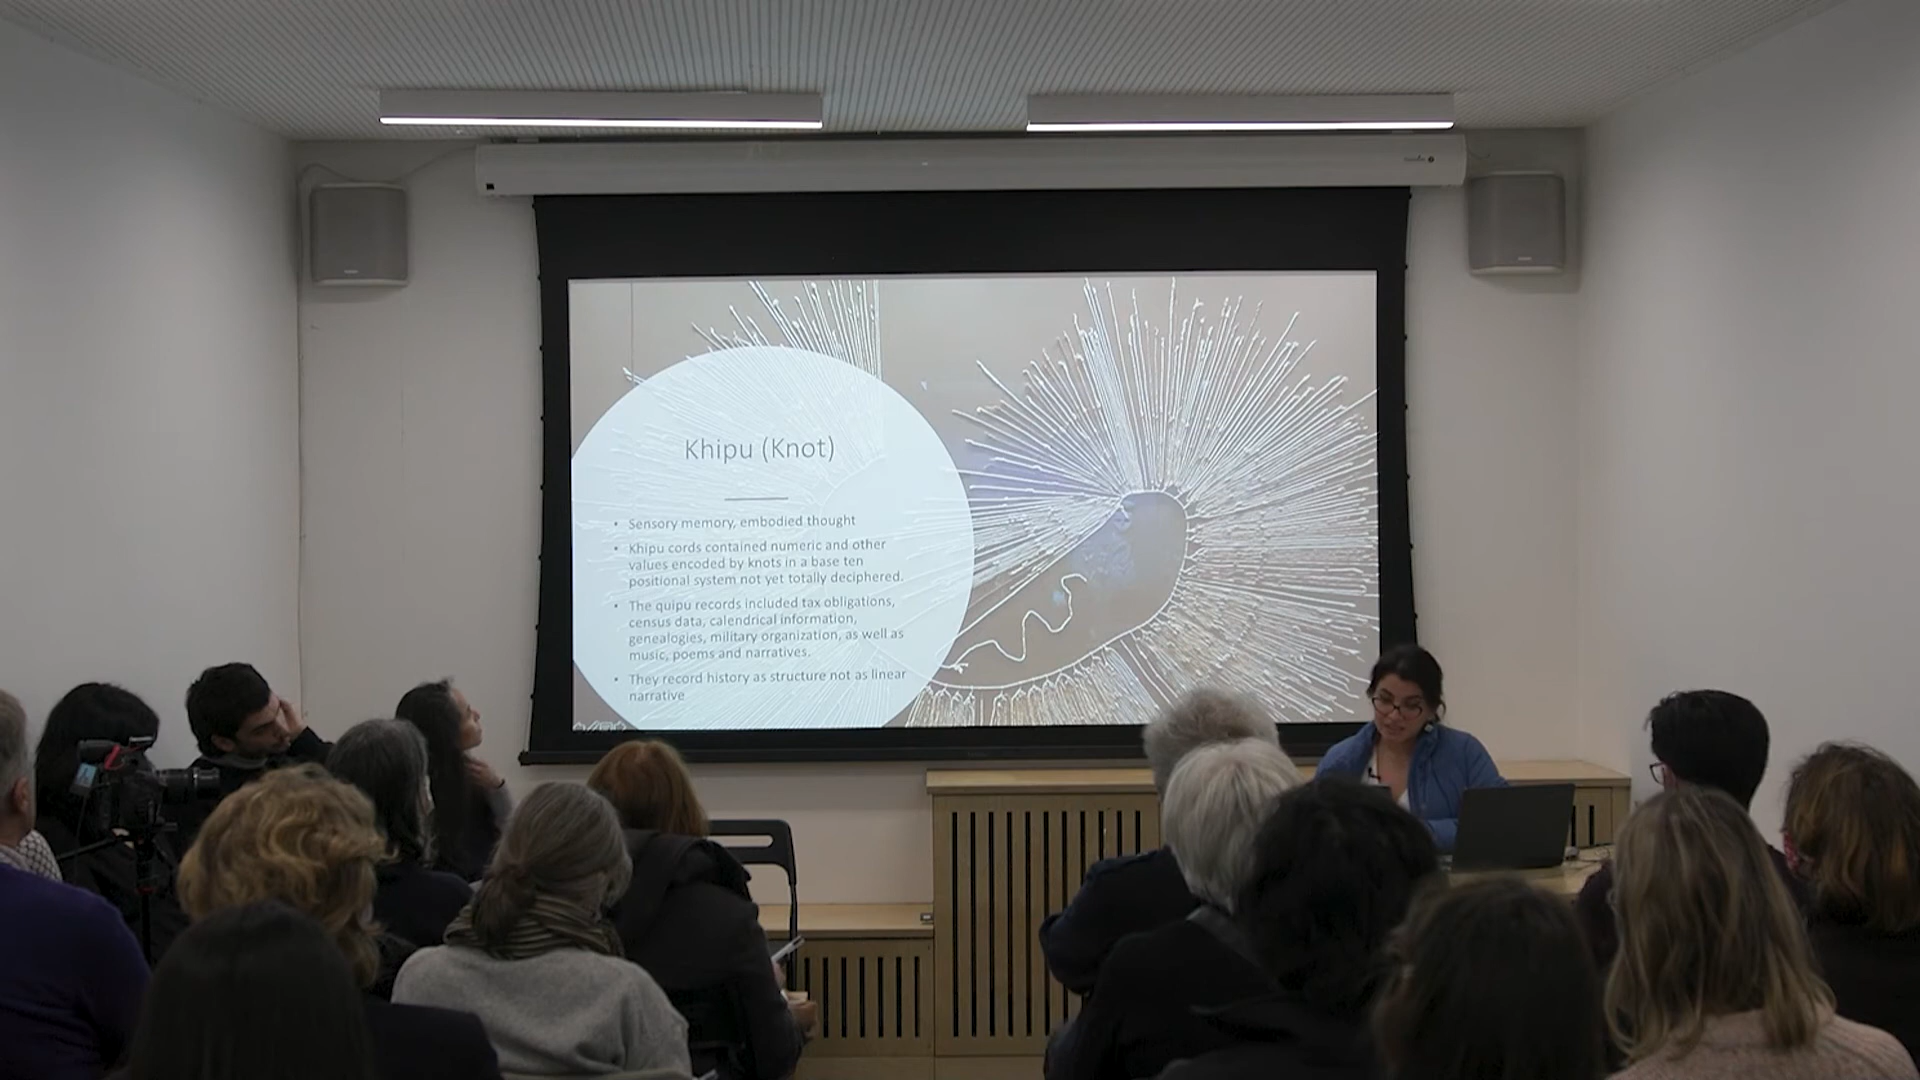 Khipu (Knot)
• Sensory memory, embodied thought
• Khipu cords contained numeric and other
values encoded by knots in a base ten
positional system not yet totally deciphered.
• The quipu records included tax obligations,
census data, calendrical information,
genealogies, military organization, as well as
music, poems and narratives.
• They record history as structure not as linear
narrative